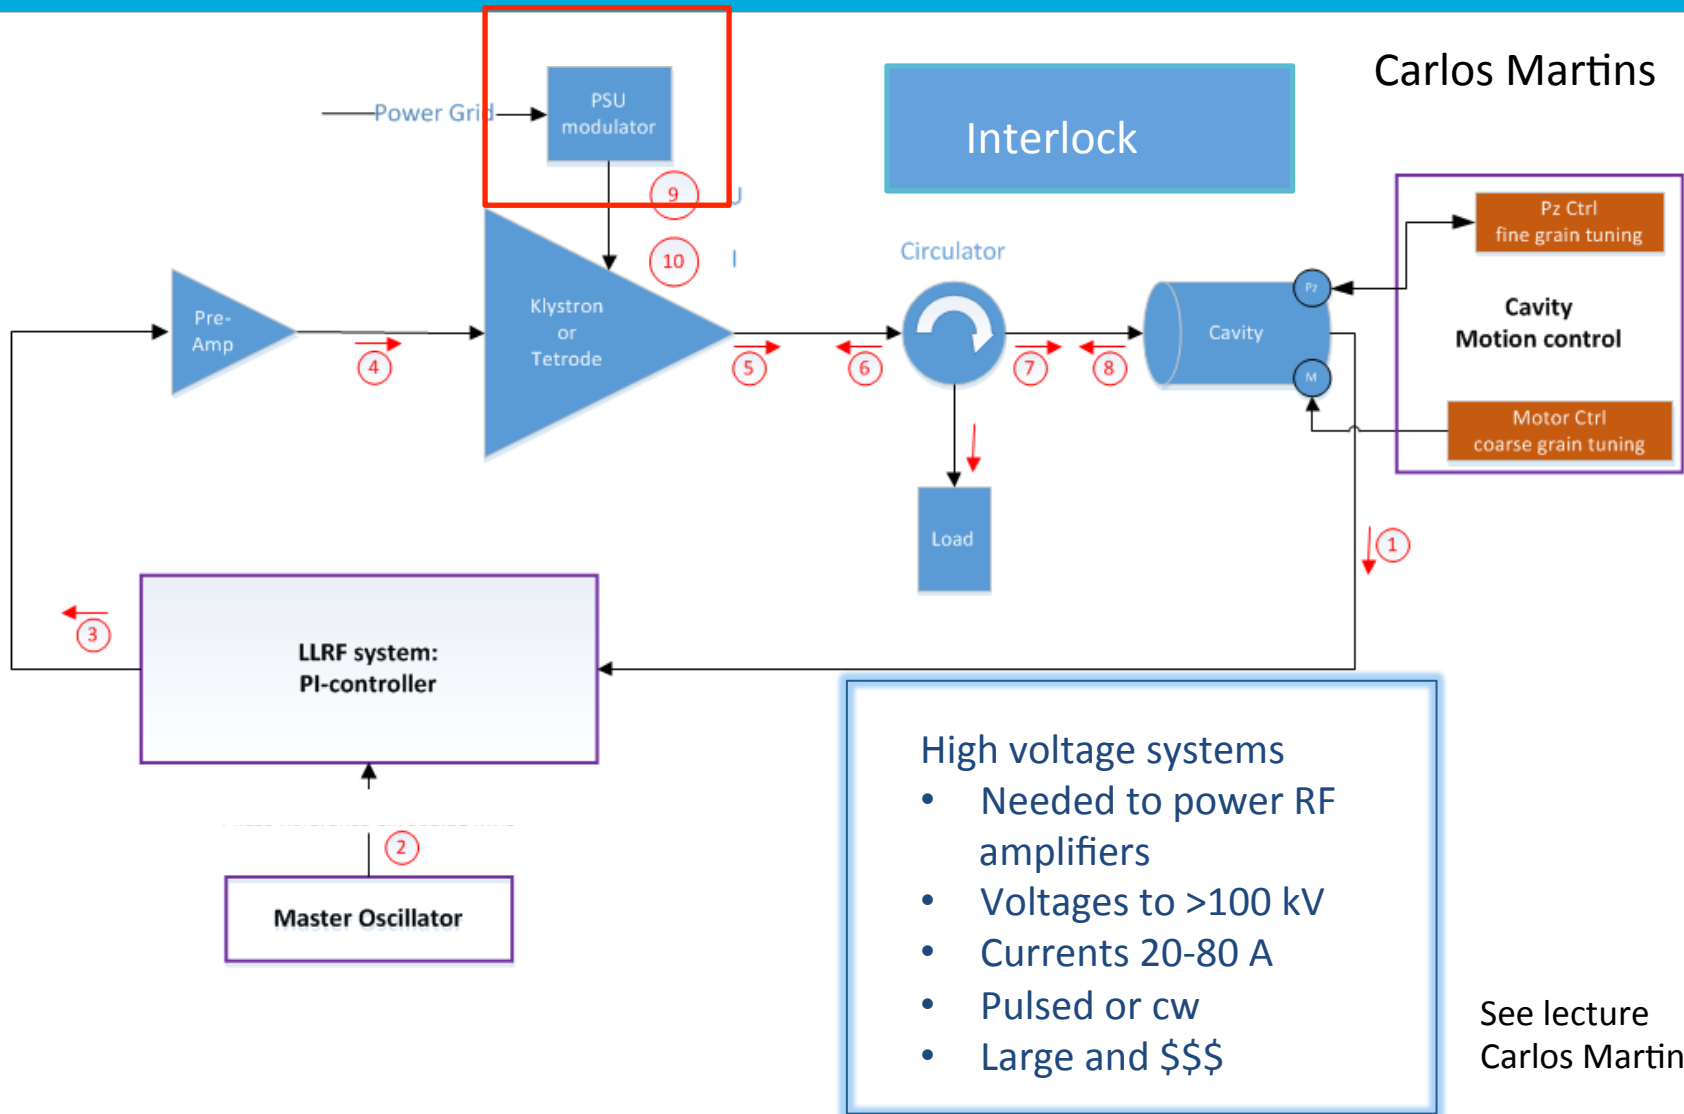 Carlos Martins
PSU
modulator
Power Grid
Interlock
9
U
10
I
Pz Ctrl
fine grain tuning
Circulator
Pz
Cavity
Motion control
Pre-
Amp
Klystron
or
Tetrode
Cavity
4
5
6
7
8
M
Motor Ctrl
coarse grain tuning
Load
1
3
LLRF system:
PI-controller
2
Master Oscillator
High voltage systems
• Needed to power RF
amplifiers
• Voltages to >100 kV
• Currents 20-80 A
• Pulsed or cw
• Large and $$$
See lecture
Carlos Martin